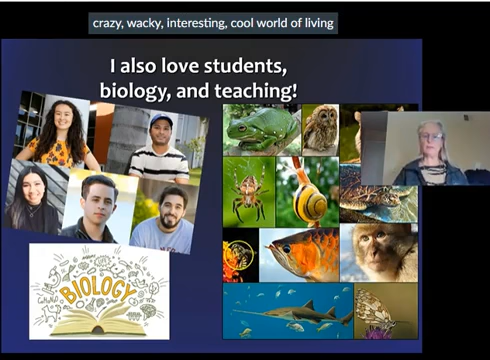 crazy, wacky, interesting, cool world of living
I also love students,
biology, and teaching!
BIOLOGY